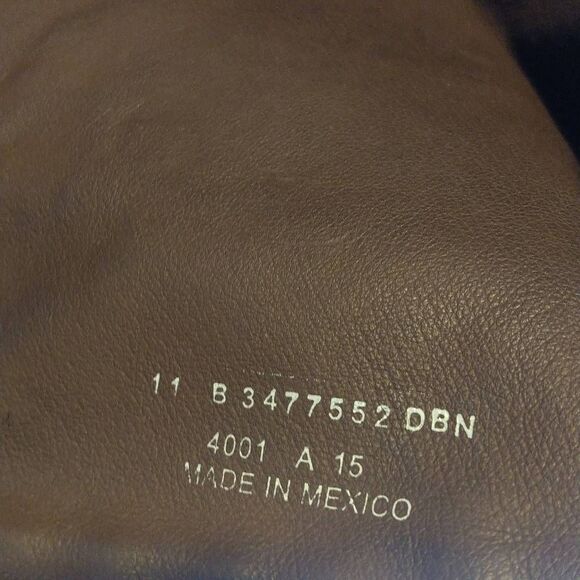 11 B 3477552 DBN
4001 A 15
MADE IN MEXICO